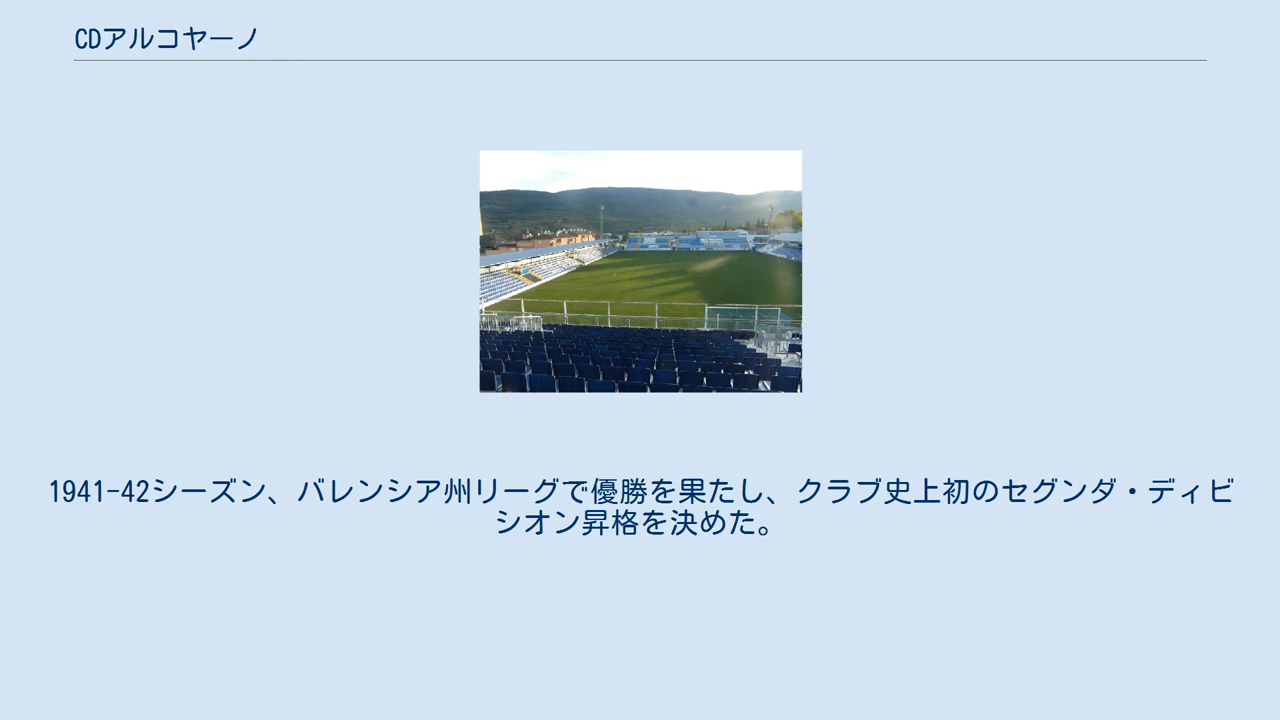 CDアルコヤーノ
1941-42シーズン、バレンシア州リーグで優勝を果たし、クラブ史上初のセグンダ・ディビ
シオン昇格を決めた。